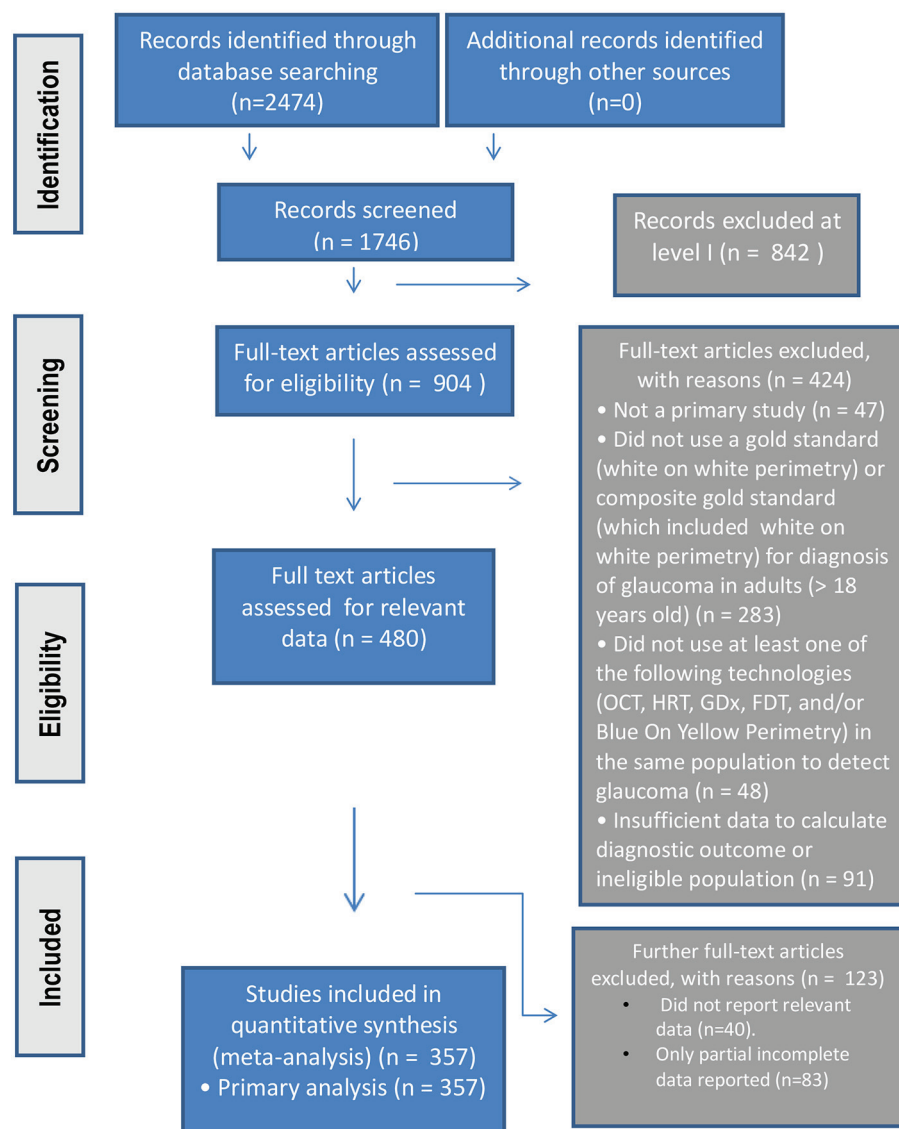 Identification
Records identified through
database searching
(n=2474)
Additional records identified
through other sources
(n=0)
Records screened
(n = 1746)
Records excluded at
level I (n =  842 )
Screening
Full-text articles assessed
for eligibility (n =  904 )
Full-text articles excluded,
with reasons (n = 424)
• Not a primary study (n = 47)
• Did not use a gold standard
(white on white perimetry) or
composite gold standard
(which included  white on
white perimetry) for diagnosis
of glaucoma in adults (> 18
years old) (n = 283)
• Did not use at least one of
the following technologies
(OCT, HRT, GDx, FDT, and/or
Blue On Yellow Perimetry) in
the same population to detect
glaucoma (n = 48)
• Insufficient data to calculate
diagnostic outcome or
ineligible population (n = 91)
Eligibility
Full text articles
assessed  for relevant
data (n = 480)
Included
Studies included in
quantitative synthesis
(meta-analysis) (n =  357)
• Primary analysis (n = 357)
Further full-text articles
excluded, with reasons (n =  123)
• Did not report relevant
data (n=40).
• Only partial incomplete
data reported (n=83)